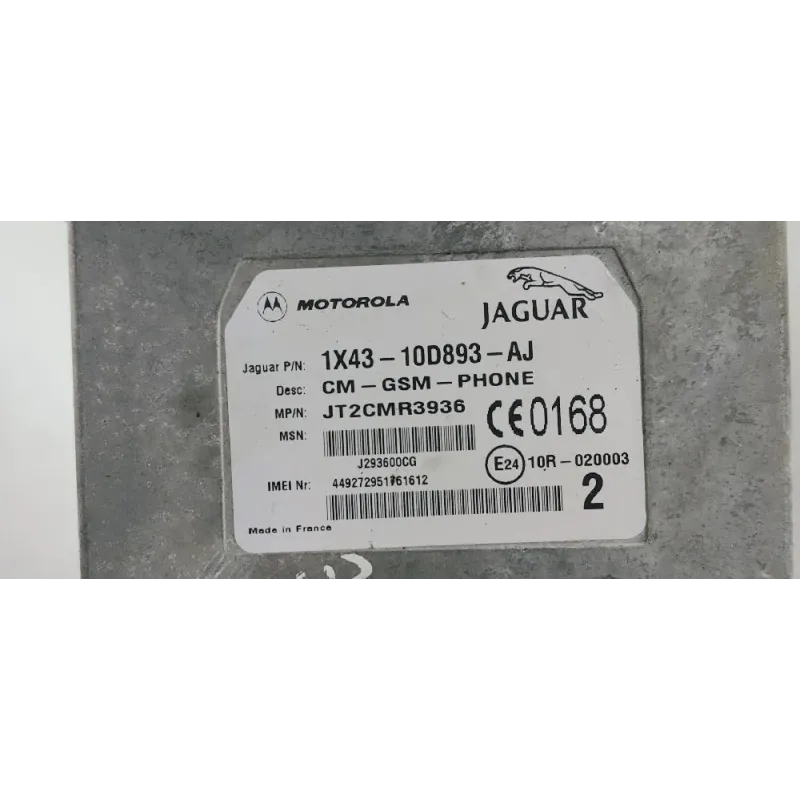 MOTOROLA
JAGUAR
Jaguar P/N: 1X43-10D893-AJ
Desc: CM-GSM-PHONE
MP/N: JT2CMR3936
CE0168
MSN:
J293600CG
E24 10R-020003
IMEI Nr: 449272951761612
2
Made in France